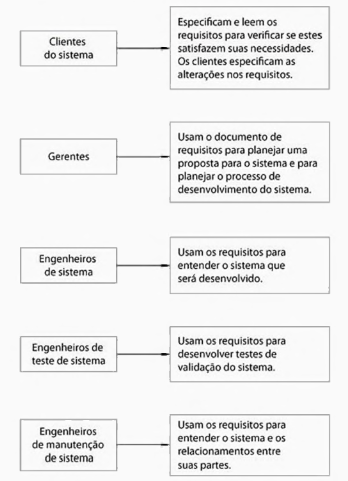 Clientes
do sistema
Especificam e leem os
requisitos para verificar se estes
satisfazem suas necessidades.
Os clientes especificam as
alterações nos requisitos.
Gerentes
Usam o documento de
requisitos para planejar uma
proposta para o sistema e para
planejar o processo de
desenvolvimento do sistema.
Engenheiros
de sistema
Usam os requisitos para
entender o sistema que
será desenvolvido.
Engenheiros de
teste de sistema
Usam os requisitos para
desenvolver testes de
validação do sistema.
Engenheiros
de manutenção
de sistema
Usam os requisitos para
entender o sistema e os
relacionamentos entre
suas partes.